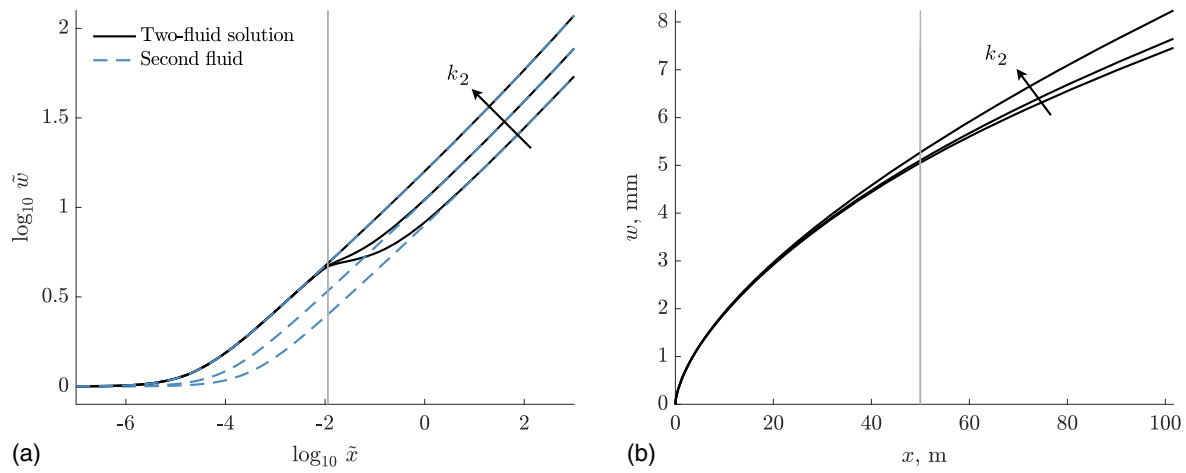 2.1
Two-fluid solution
Second fluid
k₂
1.5
log₁₀ w̃
1
0.5
0
-6 -4 -2 0 2
(a) log₁₀ x̃
8
7
k₂
6
5
w, mm
4
3
2
1
0
0 20 40 60 80 100
(b) x, m